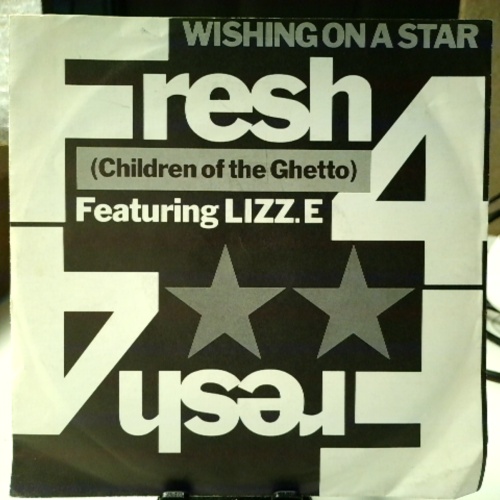 WISHING ON A STAR
Fresh 4
(Children of the Ghetto)
Featuring LIZZ.E
Fresh 4